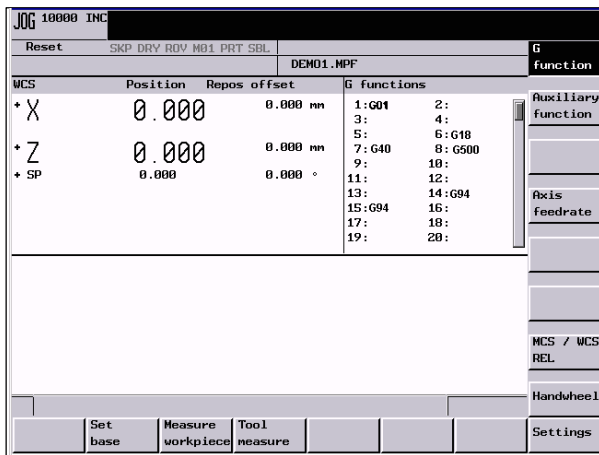 JOG 10000 INC
Reset SKP DRY ROV M01 PRT SBL
DEMO1.MPF
G function
WCS Position Repos offset
G functions
+ X 0.000 0.000 mm
+ Z 0.000 0.000 mm
+ SP 0.000 0.000 °
1:G01 2:
3: 4:
5: 6:G18
7:G40 8:G500
9: 10:
11: 12:
13: 14:G94
15:G94 16:
17: 18:
19: 20:
Auxiliary
function
Axis
feedrate
MCS / WCS
REL
Handwheel
Settings
Set
base
Measure
workpiece
Tool
measure